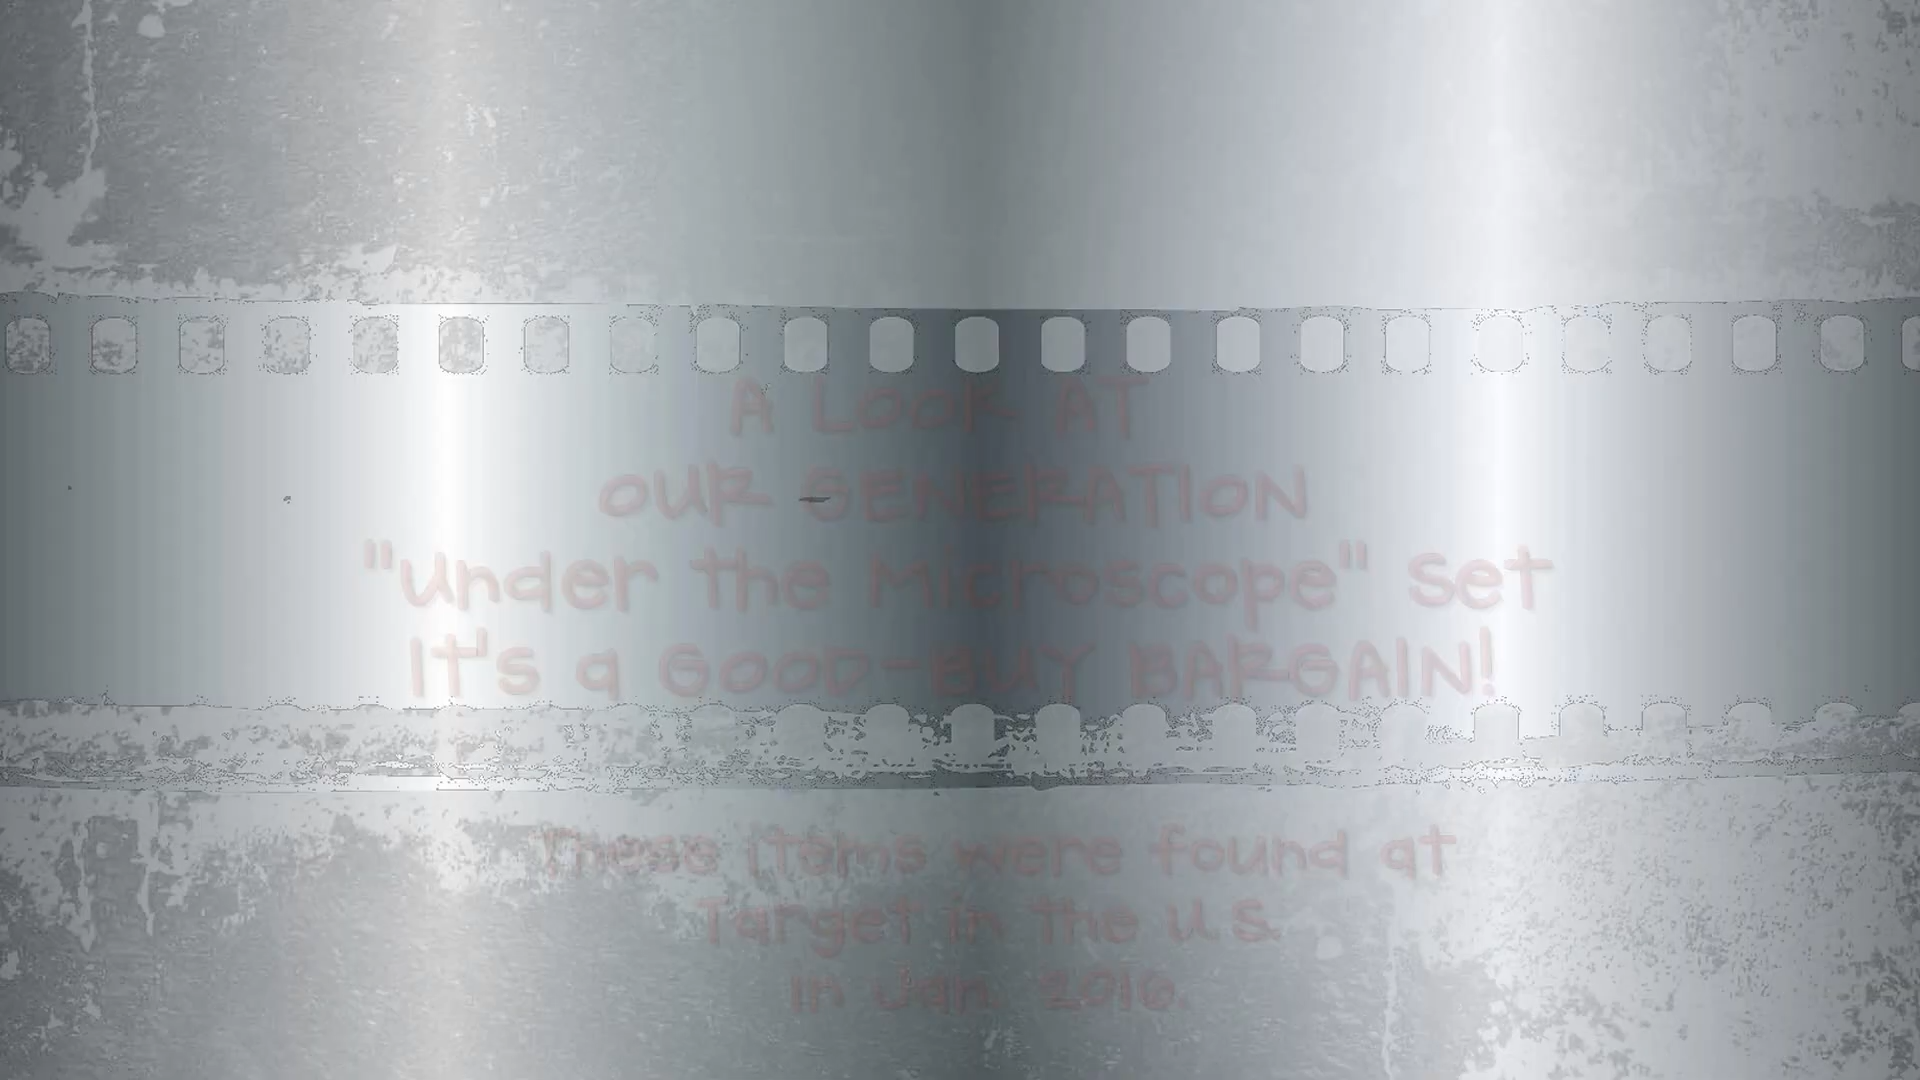 A LOOK AT
OUR GENERATION
"Under the Microscope" Set
It's a GOOD-BUY BARGAIN!
These items were found at
Target in the U.S.
in Jan. 2016.